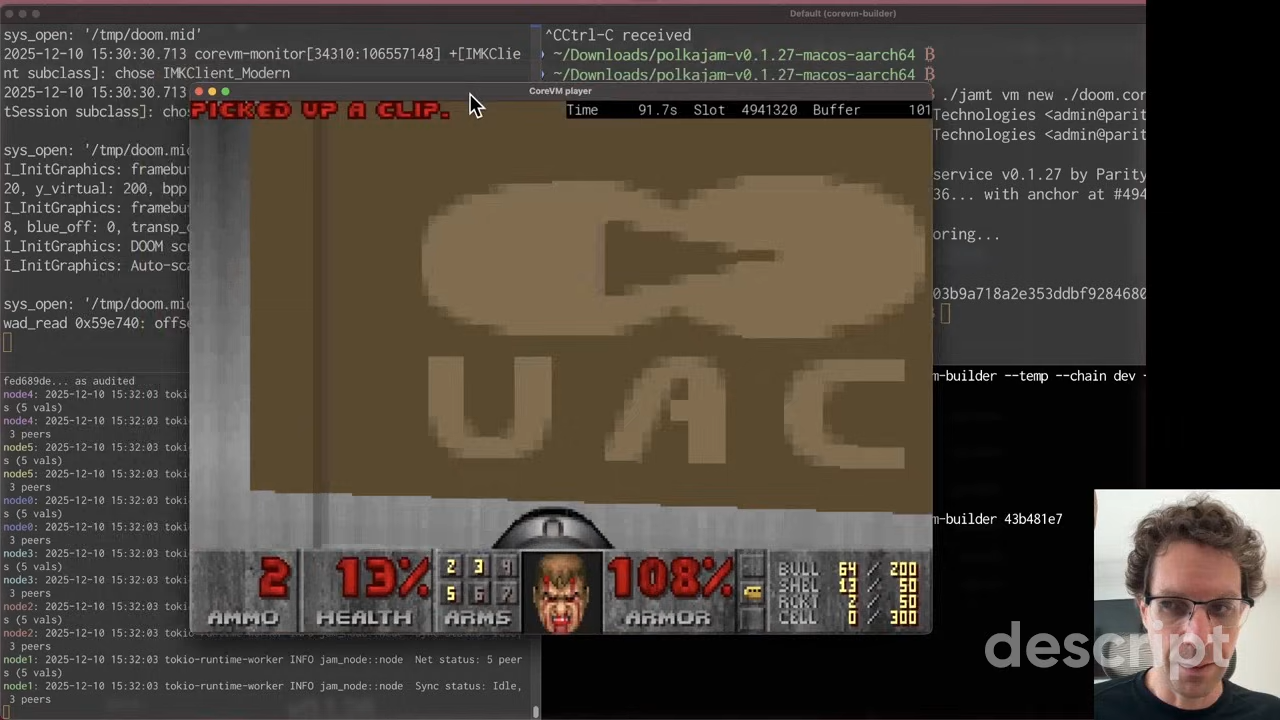 Default (corevm-builder)
sys_open: '/tmp/doom.mid'
2025-12-10 15:30:30.713 corevm-monitor[34310:106557148] +[IMKClie
nt subclass]: chose IMKClient_Modern
2025-12-10 15:30:30.713
tSession subclass]: cho
sys_open: '/tmp/doom.mid
I_InitGraphics: framebu
20, y_virtual: 200, bpp
I_InitGraphics: framebu
8, blue_off: 0, transp_
I_InitGraphics: DOOM sc
I_InitGraphics: Auto-sca
sys_open: '/tmp/doom.mid
wad_read 0x59e740: offse
^CCtrl-C received
~/Downloads/polkajam-v0.1.27-macos-aarch64
~/Downloads/polkajam-v0.1.27-macos-aarch64
./jamt vm new ./doom.cor
Technologies <admin@parit
Technologies <admin@parit
service v0.1.27 by Parity
36... with anchor at #494
oring...
03b9a718a2e353ddbf9284680
CoreVM player
PICKED UP A CLIP.
Time 91.7s Slot 4941320 Buffer 101
UAC
2 13% 2 3 9 108% BULL 64 / 200
SHEL 13 / 50
5 6 7 RCKT 2 / 50
AMMO HEALTH ARMS ARMOR CELL 0 / 300
fed689de... as audited
node4: 2025-12-10 15:32:03 toki
s (5 vals)
node4: 2025-12-10 15:32:03 toki
3 peers
node5: 2025-12-10 15:32:03 toki
s (5 vals)
node5: 2025-12-10 15:32:03 toki
3 peers
node0: 2025-12-10 15:32:03 toki
s (5 vals)
node0: 2025-12-10 15:32:03 toki
3 peers
node3: 2025-12-10 15:32:03 toki
s (5 vals)
node3: 2025-12-10 15:32:03 toki
3 peers
node2: 2025-12-10 15:32:03 toki
s (5 vals)
node2: 2025-12-10 15:32:03 toki
3 peers
node1: 2025-12-10 15:32:03 tokio-runtime-worker INFO jam_node::node Net status: 5 peer
s (5 vals)
node1: 2025-12-10 15:32:03 tokio-runtime-worker INFO jam_node::node Sync status: Idle,
3 peers
m-builder --temp --chain dev -
m-builder 43b481e7
descript